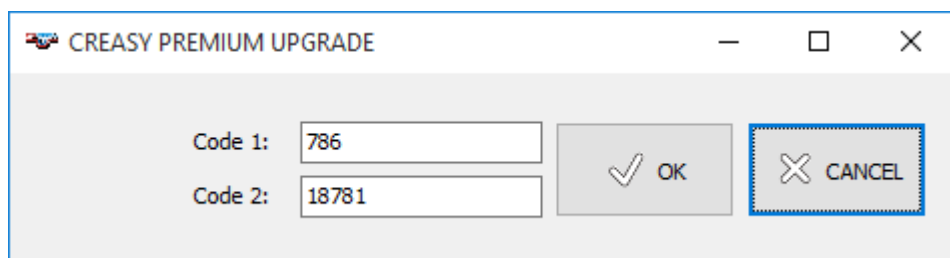 CREASY PREMIUM UPGRADE
Code 1: 786
Code 2: 18781
OK
CANCEL